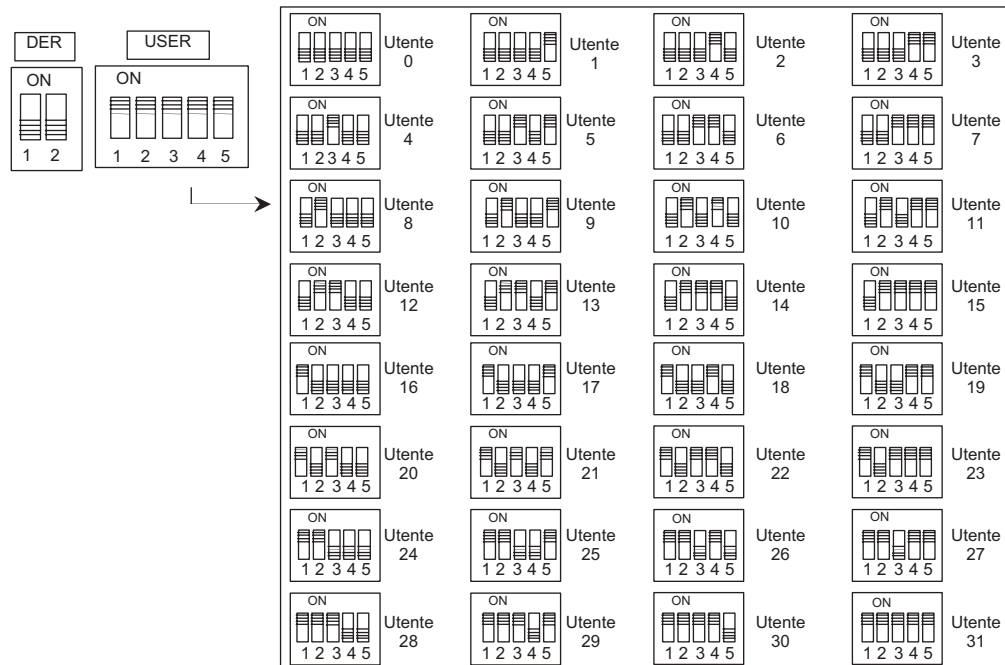 DER
USER
ON
1 2
ON
1 2 3 4 5
ON
1 2 3 4 5
Utente
0
ON
1 2 3 4 5
Utente
1
ON
1 2 3 4 5
Utente
2
ON
1 2 3 4 5
Utente
3
ON
1 2 3 4 5
Utente
4
ON
1 2 3 4 5
Utente
5
ON
1 2 3 4 5
Utente
6
ON
1 2 3 4 5
Utente
7
ON
1 2 3 4 5
Utente
8
ON
1 2 3 4 5
Utente
9
ON
1 2 3 4 5
Utente
10
ON
1 2 3 4 5
Utente
11
ON
1 2 3 4 5
Utente
12
ON
1 2 3 4 5
Utente
13
ON
1 2 3 4 5
Utente
14
ON
1 2 3 4 5
Utente
15
ON
1 2 3 4 5
Utente
16
ON
1 2 3 4 5
Utente
17
ON
1 2 3 4 5
Utente
18
ON
1 2 3 4 5
Utente
19
ON
1 2 3 4 5
Utente
20
ON
1 2 3 4 5
Utente
21
ON
1 2 3 4 5
Utente
22
ON
1 2 3 4 5
Utente
23
ON
1 2 3 4 5
Utente
24
ON
1 2 3 4 5
Utente
25
ON
1 2 3 4 5
Utente
26
ON
1 2 3 4 5
Utente
27
ON
1 2 3 4 5
Utente
28
ON
1 2 3 4 5
Utente
29
ON
1 2 3 4 5
Utente
30
ON
1 2 3 4 5
Utente
31